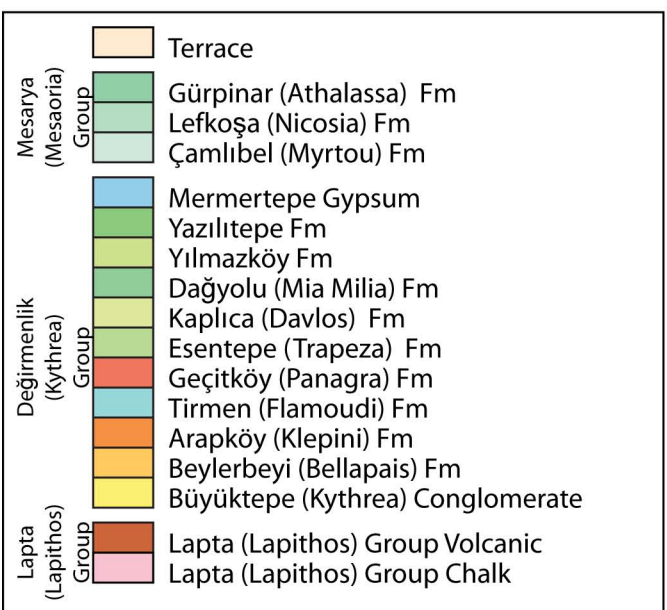 Terrace
Mesarya
(Mesaoria)
Group
Gürpinar (Athalassa) Fm
Lefkoşa (Nicosia) Fm
Çamlıbel (Myrtou) Fm
Değirmenlik
(Kythrea)
Group
Mermertepe Gypsum
Yazılıtepe Fm
Yılmazköy Fm
Dağyolu (Mia Milia) Fm
Kaplıca (Davlos) Fm
Esentepe (Trapeza) Fm
Geçitköy (Panagra) Fm
Tirmen (Flamoudi) Fm
Arapköy (Klepini) Fm
Beylerbeyi (Bellapais) Fm
Büyüktepe (Kythrea) Conglomerate
Lapta
(Lapithos)
Group
Lapta (Lapithos) Group Volcanic
Lapta (Lapithos) Group Chalk